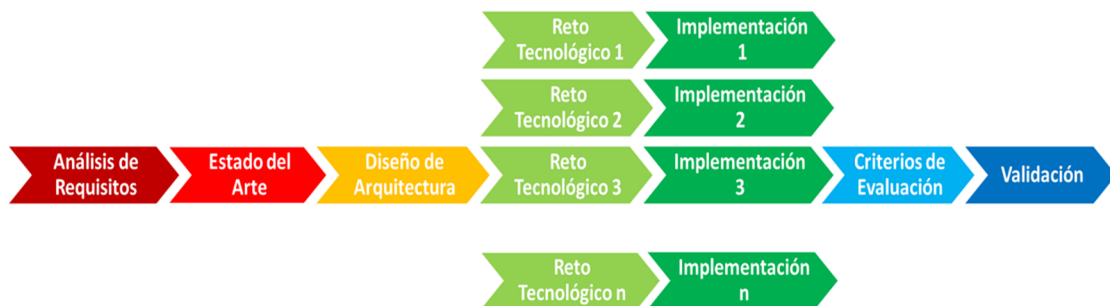 Reto
Tecnológico 1
Implementación
1
Reto
Tecnológico 2
Implementación
2
Análisis de
Requisitos
Estado del
Arte
Diseño de
Arquitectura
Reto
Tecnológico 3
Implementación
3
Criterios de
Evaluación
Validación
Reto
Tecnológico n
Implementación
n